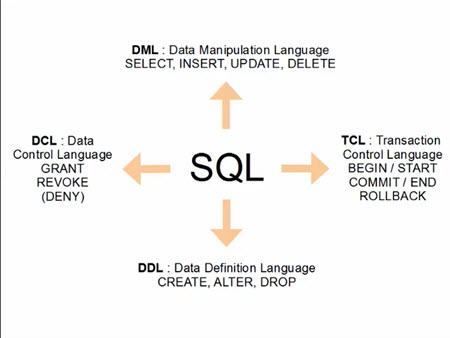 DML : Data Manipulation Language
SELECT, INSERT, UPDATE, DELETE
DCL : Data
Control Language
GRANT
REVOKE
(DENY)
SQL
TCL : Transaction
Control Language
BEGIN / START
COMMIT / END
ROLLBACK
DDL : Data Definition Language
CREATE, ALTER, DROP